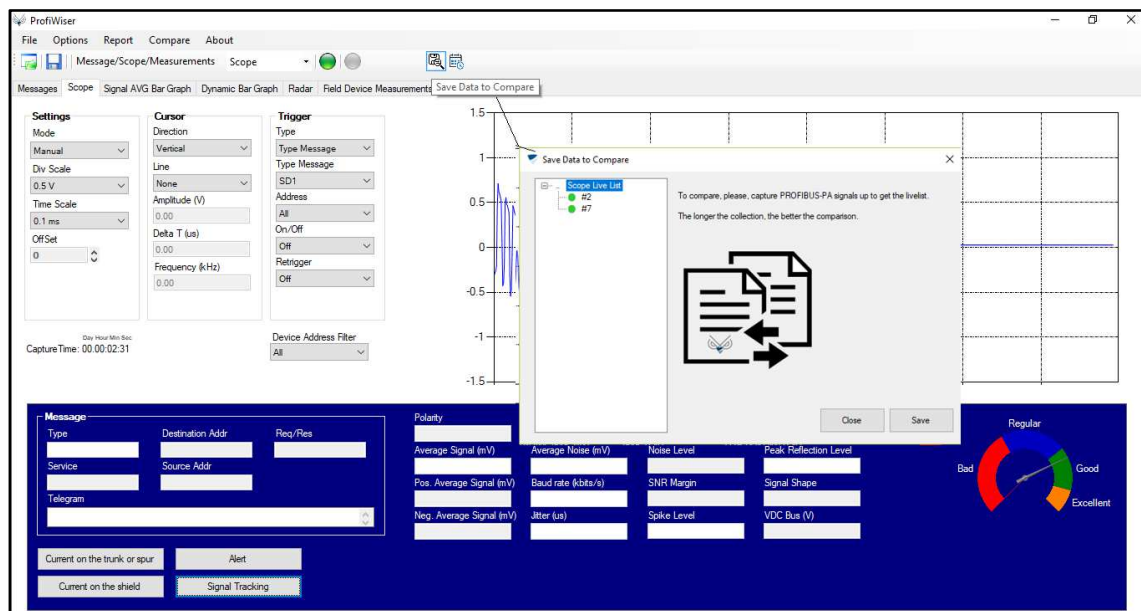 ProfiWiser
File Options Report Compare About
Message/Scope/Measurements Scope
Messages Scope Signal AVG Bar Graph Dynamic Bar Graph Radar Field Device Measurements
Save Data to Compare
Settings
Mode
Manual
Div Scale
0.5 V
Time Scale
0.1 ms
OffSet
0
Cursor
Direction
Vertical
Line
None
Amplitude (V)
0.00
Delta T (us)
0.00
Frequency (kHz)
0.00
Trigger
Type
Type Message
Type Message
SD1
Address
All
On/Off
Off
Retrigger
Off
Day Hour Min Sec
CaptureTime: 00.00:02:31
Device Address Filter
All
1.5
1
0.5
0
-0.5
-1
-1.5
Save Data to Compare
Scope Live List
#2
#7
To compare, please, capture PROFIBUS-PA signals up to get the livelist.
The longer the collection, the better the comparison.
Close Save
Message
Type Destination Addr Req/Res
Service Source Addr
Telegram
Polarity
Average Signal (mV) Average Noise (mV) Noise Level Peak Reflection Level
Pos. Average Signal (mV) Baud rate (kbits/s) SNR Margin Signal Shape
Neg. Average Signal (mV) Jitter (us) Spike Level VDC Bus (V)
Bad
Regular
Good
Excellent
Current on the trunk or spur Alert
Current on the shield Signal Tracking